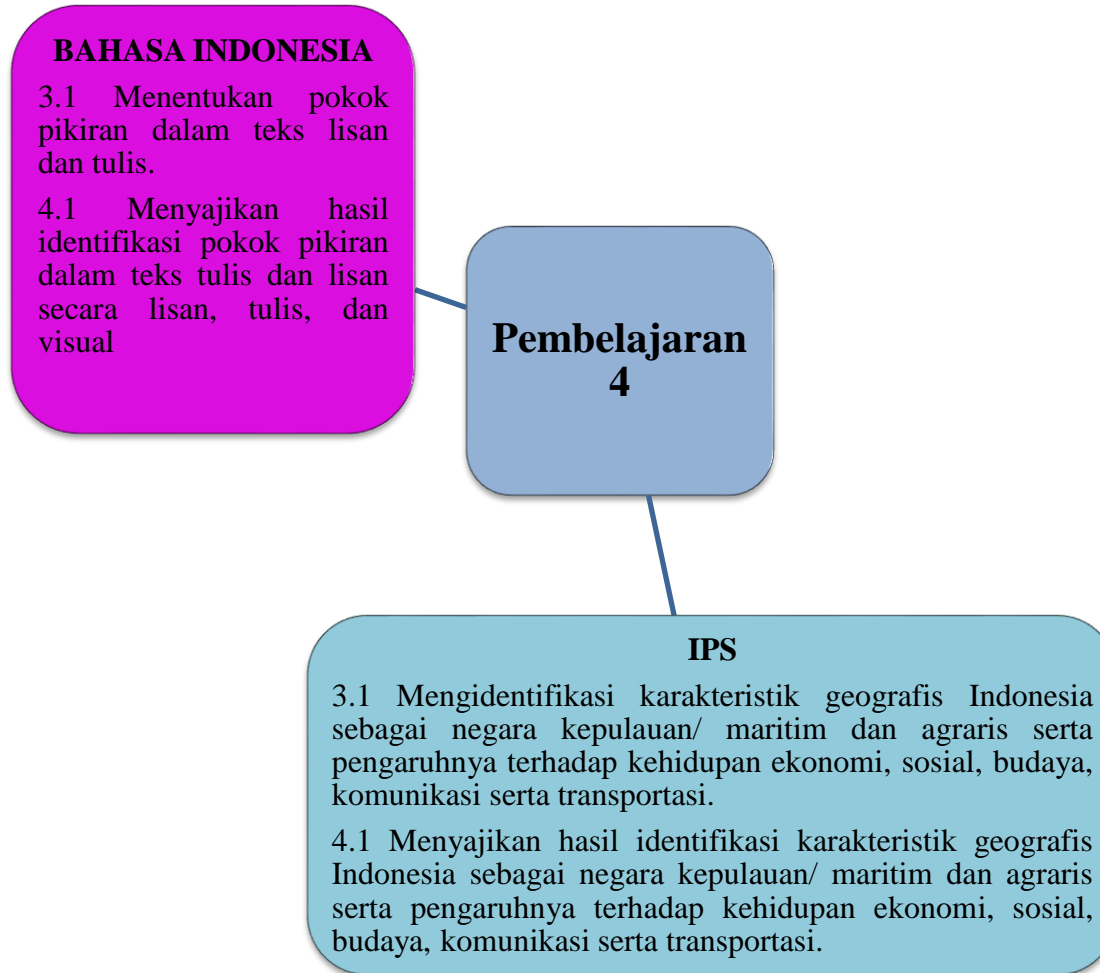 BAHASA INDONESIA
3.1 Menentukan pokok
pikiran dalam teks lisan
dan tulis.
4.1 Menyajikan hasil
identifikasi pokok pikiran
dalam teks tulis dan lisan
secara lisan, tulis, dan
visual
Pembelajaran
4
IPS
3.1 Mengidentifikasi karakteristik geografis Indonesia
sebagai negara kepulauan/ maritim dan agraris serta
pengaruhnya terhadap kehidupan ekonomi, sosial, budaya,
komunikasi serta transportasi.
4.1 Menyajikan hasil identifikasi karakteristik geografis
Indonesia sebagai negara kepulauan/ maritim dan agraris
serta pengaruhnya terhadap kehidupan ekonomi, sosial,
budaya, komunikasi serta transportasi.